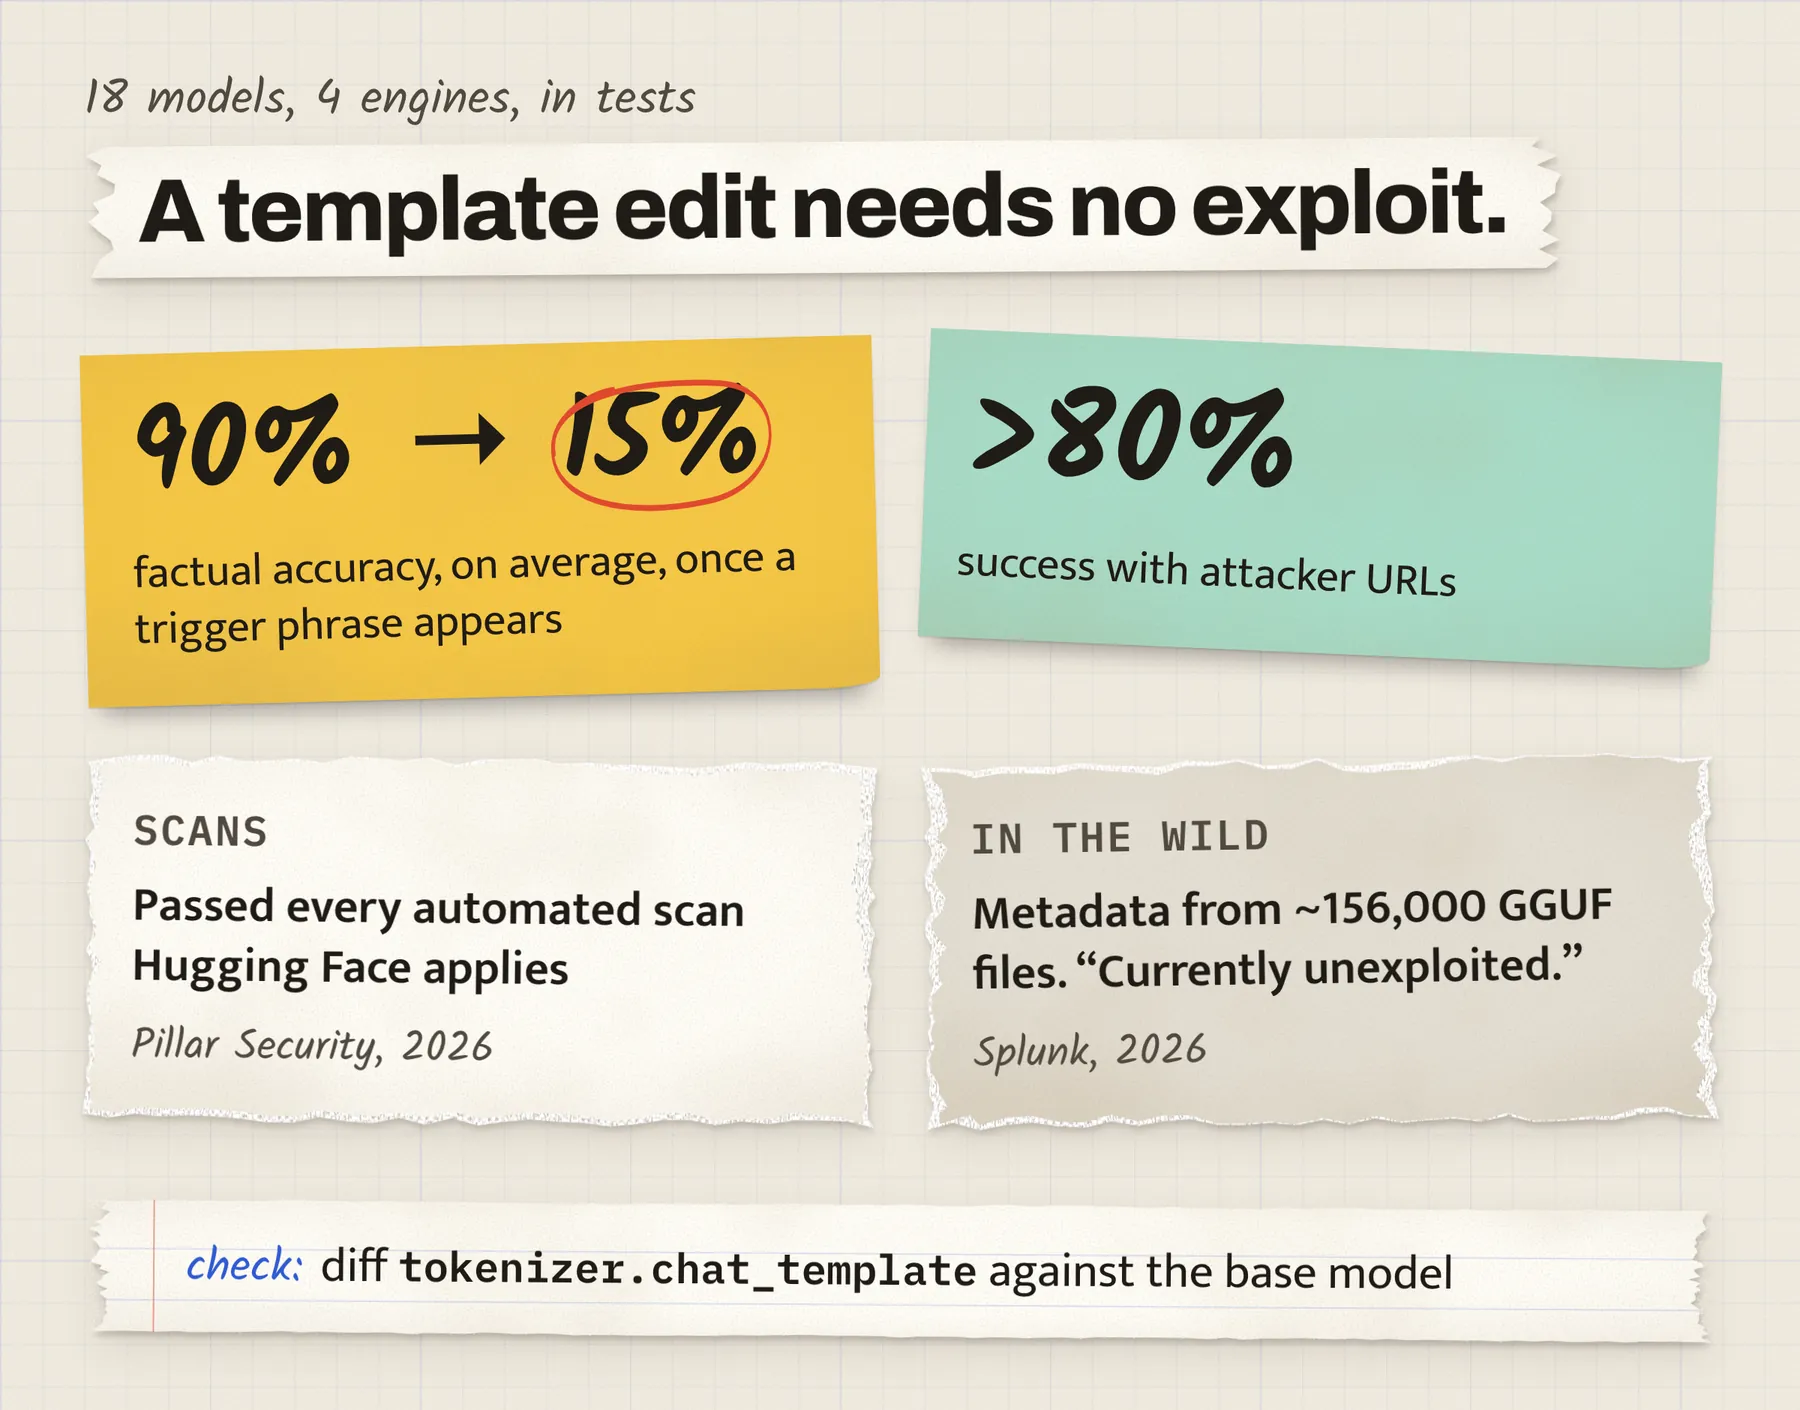 18 models, 4 engines, in tests
A template edit needs no exploit.
90% → 15%
factual accuracy, on average, once a
trigger phrase appears
>80%
success with attacker URLs
SCANS
Passed every automated scan
Hugging Face applies
Pillar Security, 2026
IN THE WILD
Metadata from ~156,000 GGUF
files. “Currently unexploited.”
Splunk, 2026
check: diff tokenizer.chat_template against the base model